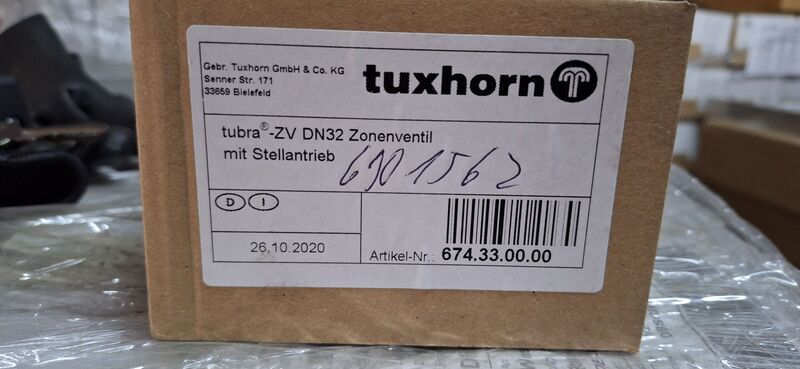 Gebr. Tuxhorn GmbH & Co. KG
Senner Str. 171
33659 Bielefeld
tuxhorn
tubra®-ZV DN32 Zonenventil
mit Stellantrieb
6901562
D I
26.10.2020
Artikel-Nr.: 674.33.00.00